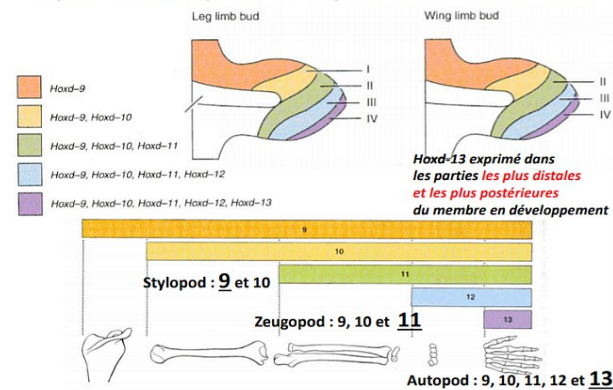 Leg limb bud
Wing limb bud
I
II
III
IV
II
III
IV
Hoxd–9
Hoxd–9, Hoxd–10
Hoxd–9, Hoxd–10, Hoxd–11
Hoxd–9, Hoxd–10, Hoxd–11, Hoxd–12
Hoxd–9, Hoxd–10, Hoxd–11, Hoxd–12, Hoxd–13
Hoxd-13 exprimé dans
les parties les plus distales
et les plus postérieures
du membre en développement
9
10
11
Stylopod : 9 et 10
12
Zeugopod : 9, 10 et 11
13
Autopod : 9, 10, 11, 12 et 13